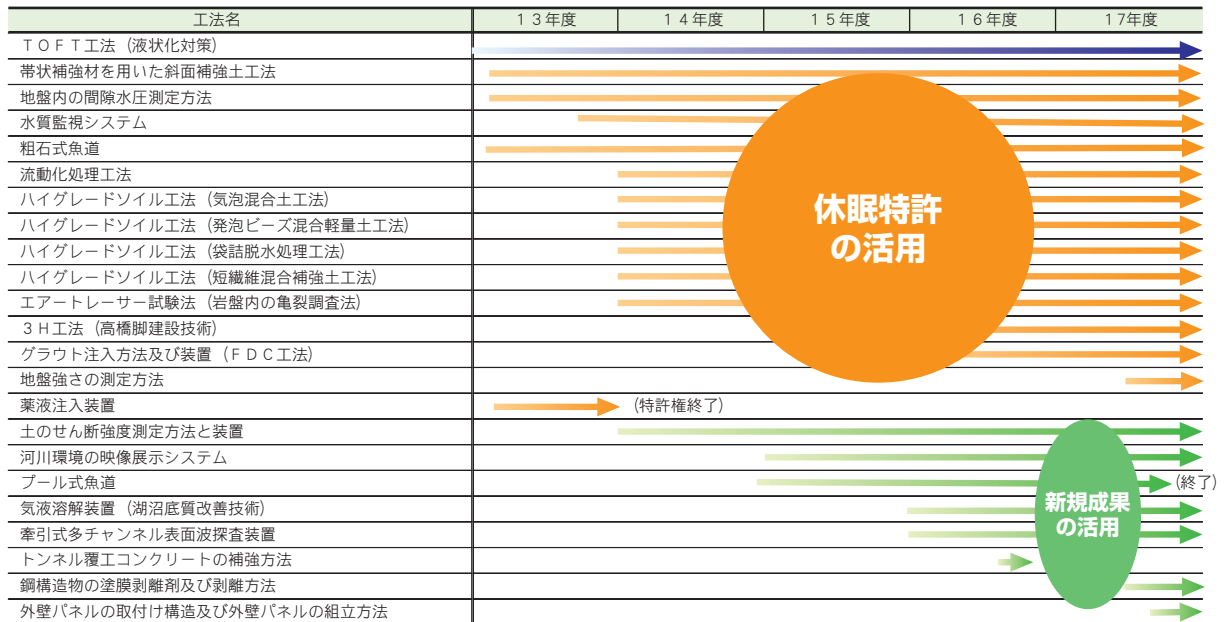 工法名 13年度 14年度 15年度 16年度 17年度
TOFT工法（液状化対策）
帯状補強材を用いた斜面補強土工法
地盤内の間隙水圧測定方法
水質監視システム
粗石式魚道
流動化処理工法
ハイグレードソイル工法（気泡混合土工法）
ハイグレードソイル工法（発泡ビーズ混合軽量土工法）
ハイグレードソイル工法（袋詰脱水処理工法）
ハイグレードソイル工法（短繊維混合補強土工法）
エアートレーサー試験法（岩盤内の亀裂調査法）
3H工法（高橋脚建設技術）
グラウト注入方法及び装置（FDC工法）
地盤強さの測定方法
薬液注入装置 （特許権終了）
土のせん断強度測定方法と装置
河川環境の映像展示システム
プール式魚道 （終了）
気液溶解装置（湖沼底質改善技術）
牽引式多チャンネル表面波探査装置
トンネル覆工コンクリートの補強方法
鋼構造物の塗膜剥離剤及び剥離方法
外壁パネルの取付け構造及び外壁パネルの組立方法
休眠特許
の活用
新規成果
の活用